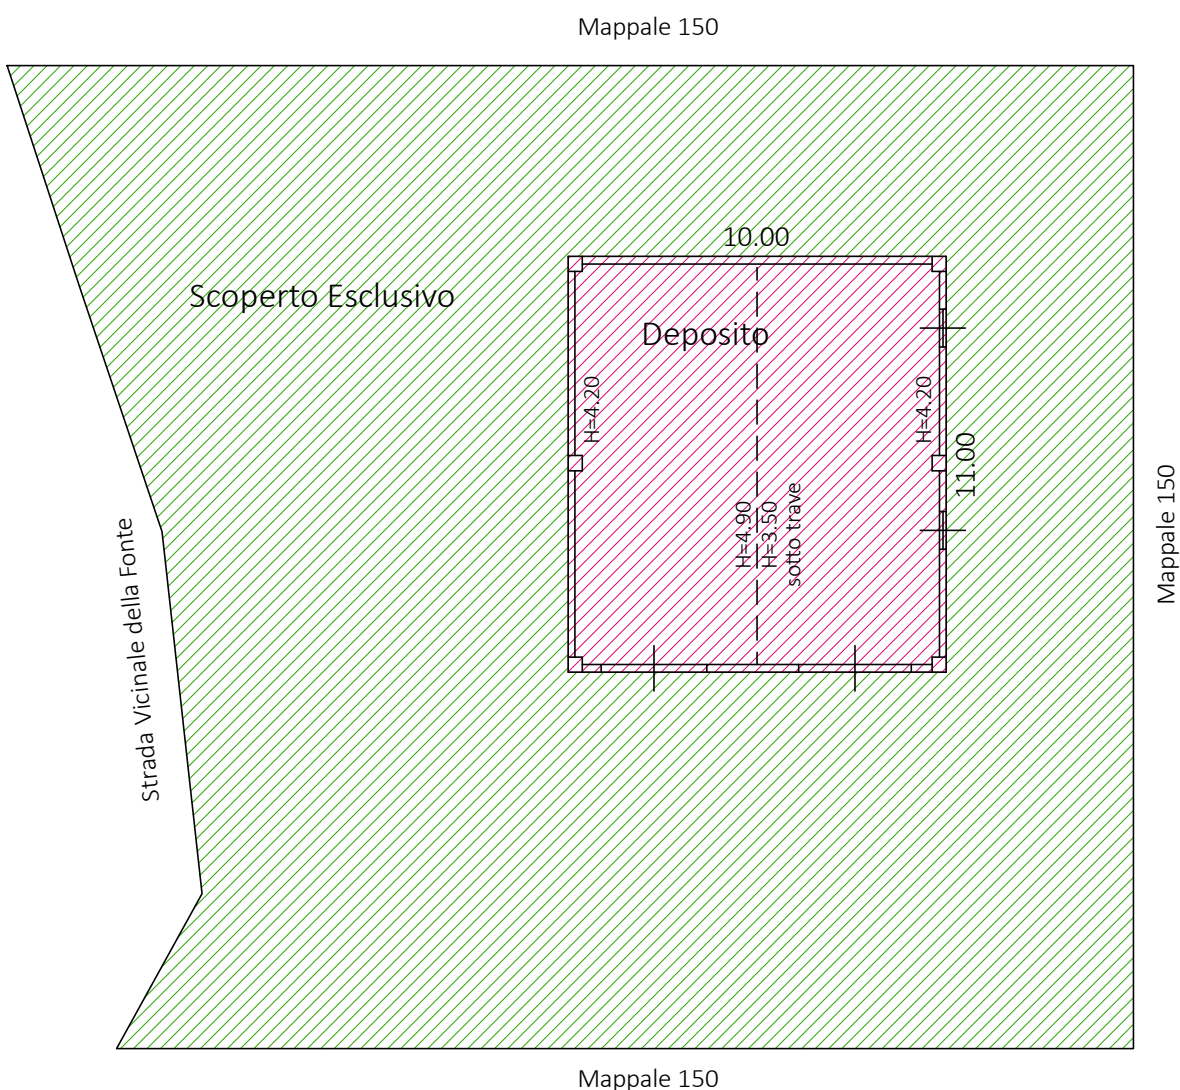 Mappale 150
10.00
Scoperto Esclusivo
Deposito
H=4.20
H=4.20
11.00
H=4.90
H=3.50
sotto trave
Mappale 150
Strada Vicinale della Fonte
Mappale 150